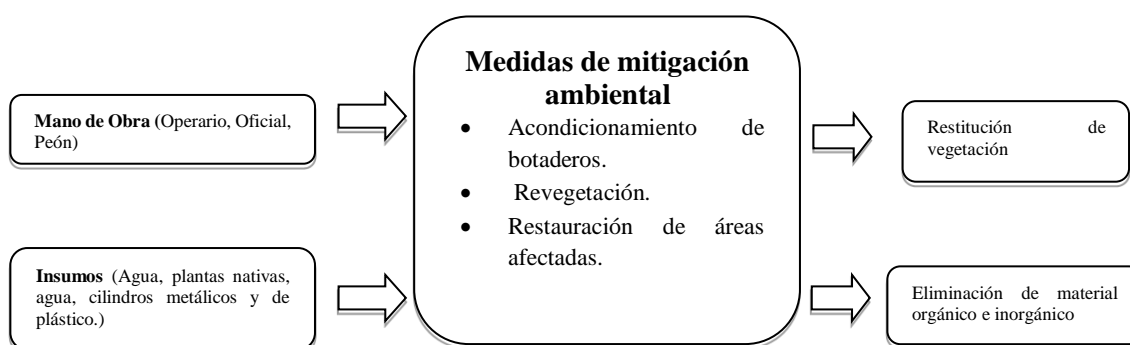 Mano de Obra (Operario, Oficial,
Peón)
Insumos (Agua, plantas nativas,
agua, cilindros metálicos y de
plástico.)
Medidas de mitigación
ambiental
• Acondicionamiento de
botaderos.
• Revegetación.
• Restauración de áreas
afectadas.
Restitución de
vegetación
Eliminación de material
orgánico e inorgánico